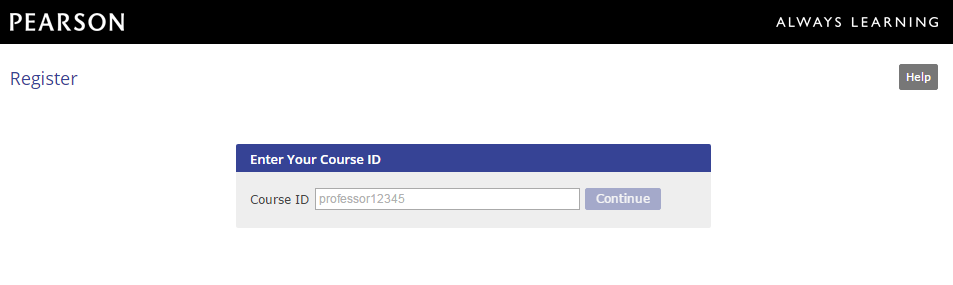 PEARSON
ALWAYS LEARNING
Register
Help
Enter Your Course ID
Course ID professor12345 Continue